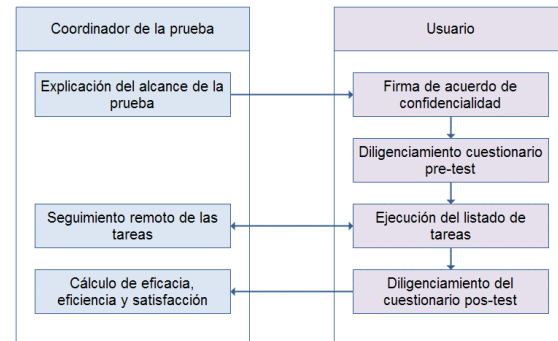 Coordinador de la prueba
Usuario
Explicación del alcance de la
prueba
Firma de acuerdo de
confidencialidad
Diligenciamiento cuestionario
pre-test
Seguimiento remoto de las
tareas
Ejecución del listado de
tareas
Cálculo de eficacia,
eficiencia y satisfacción
Diligenciamiento del
cuestionario pos-test